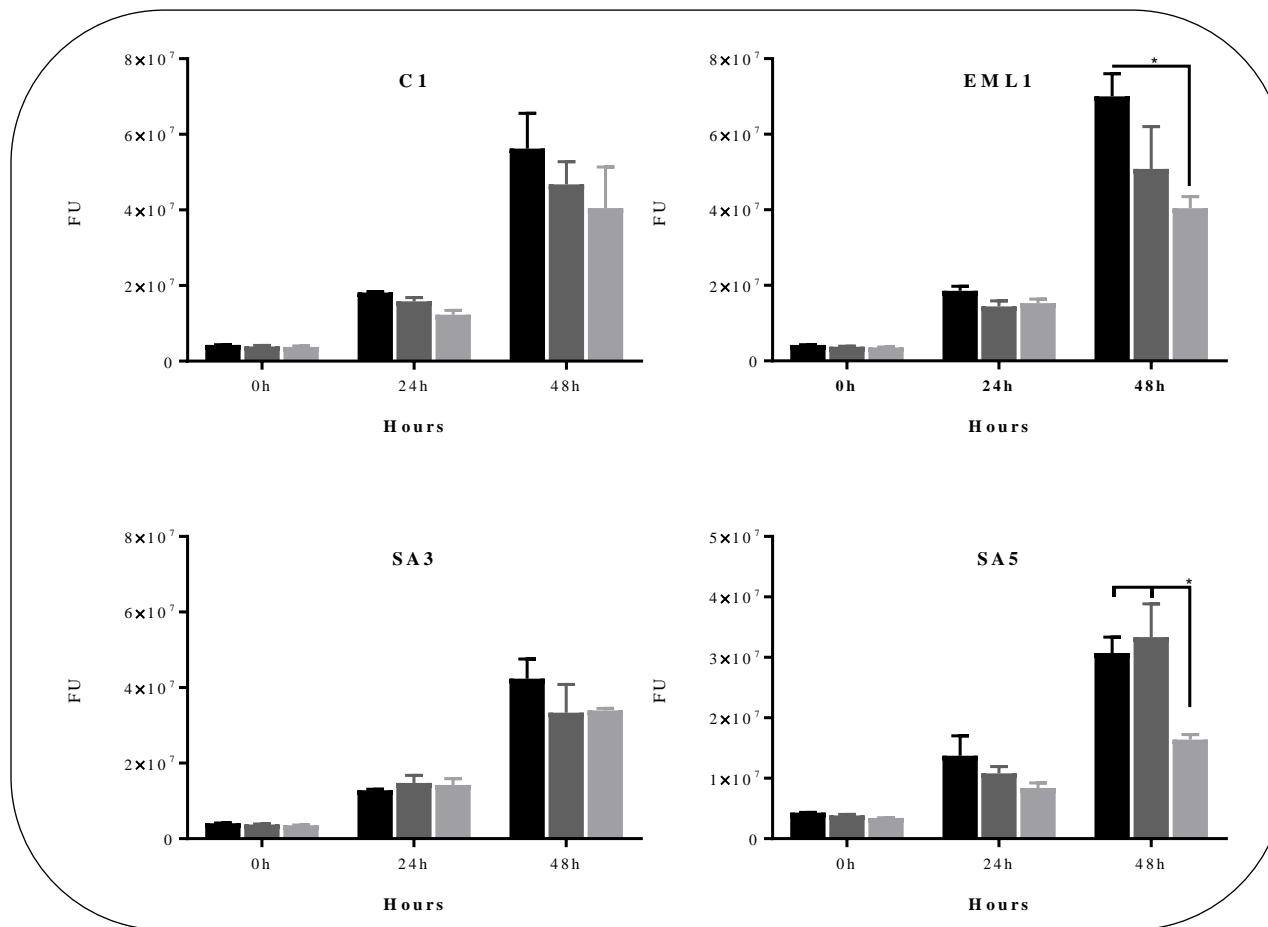 C1
8×10⁷
6×10⁷
4×10⁷
2×10⁷
0
FU
0h 24h 48h
Hours
EML1
*
8×10⁷
6×10⁷
4×10⁷
2×10⁷
0
FU
0h 24h 48h
Hours
SA3
8×10⁷
6×10⁷
4×10⁷
2×10⁷
0
FU
0h 24h 48h
Hours
SA5
*
5×10⁷
4×10⁷
3×10⁷
2×10⁷
1×10⁷
0
FU
0h 24h 48h
Hours